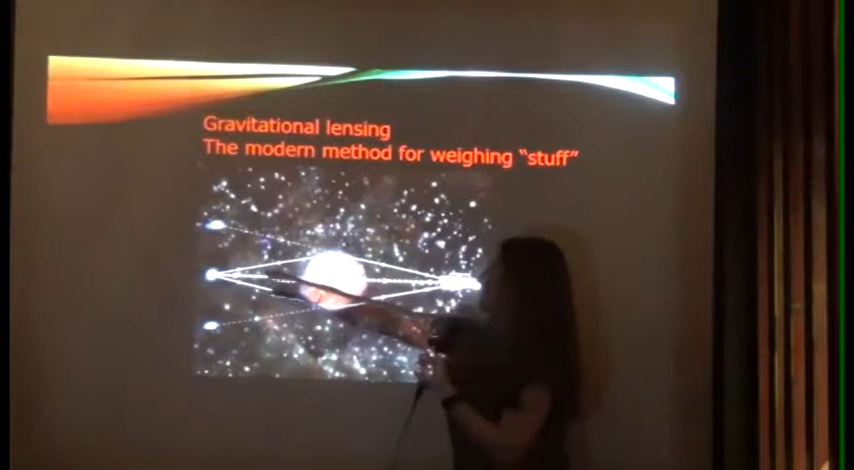 Gravitational lensing
The modern method for weighing “stuff”